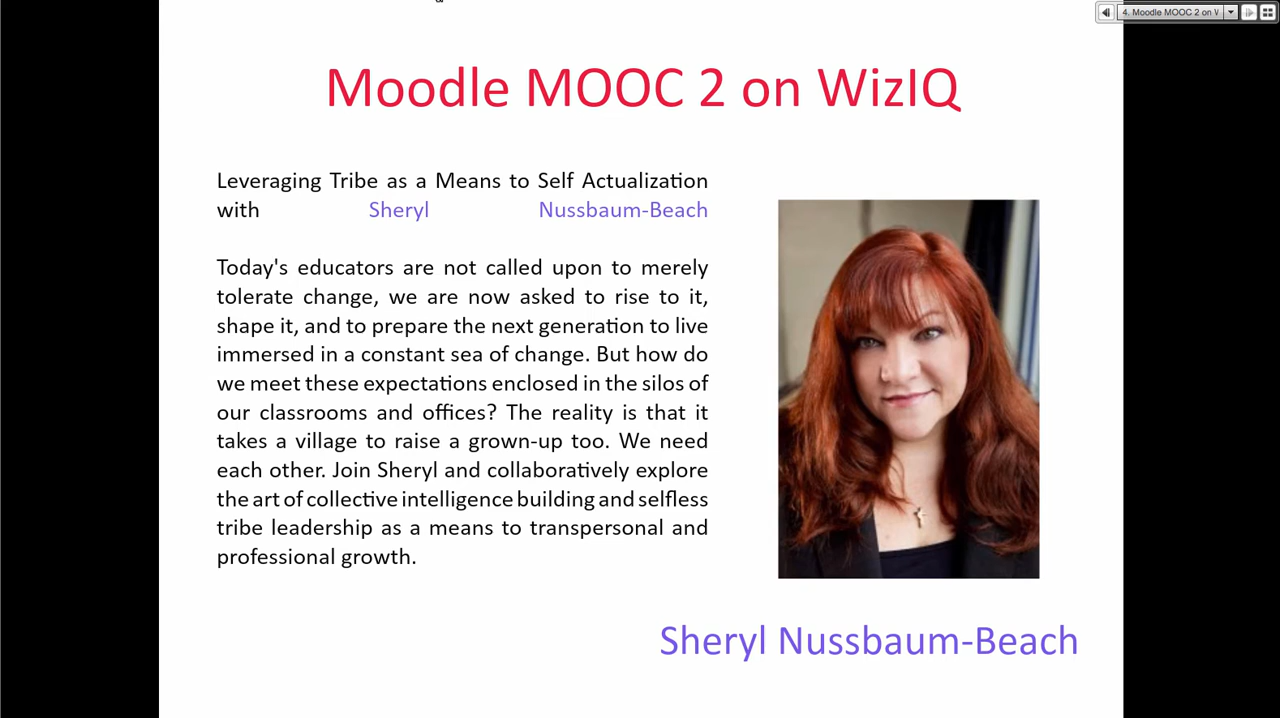 4. Moodle MOOC 2 on V
Moodle MOOC 2 on WizIQ
Leveraging Tribe as a Means to Self Actualization
with Sheryl Nussbaum-Beach
Today's educators are not called upon to merely
tolerate change, we are now asked to rise to it,
shape it, and to prepare the next generation to live
immersed in a constant sea of change. But how do
we meet these expectations enclosed in the silos of
our classrooms and offices? The reality is that it
takes a village to raise a grown-up too. We need
each other. Join Sheryl and collaboratively explore
the art of collective intelligence building and selfless
tribe leadership as a means to transpersonal and
professional growth.
Sheryl Nussbaum-Beach